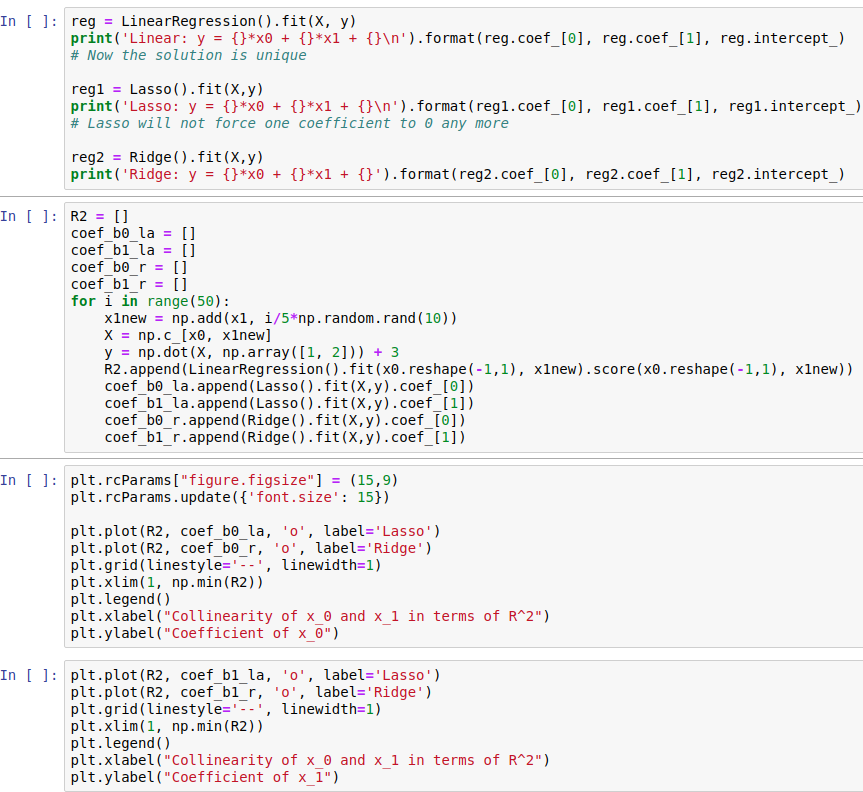 In [ ]: reg = LinearRegression().fit(X, y)
print('Linear: y = {}*x0 + {}*x1 + {}\n').format(reg.coef_[0], reg.coef_[1], reg.intercept_)
# Now the solution is unique
reg1 = Lasso().fit(X,y)
print('Lasso: y = {}*x0 + {}*x1 + {}\n').format(reg1.coef_[0], reg1.coef_[1], reg1.intercept_)
# Lasso will not force one coefficient to 0 any more
reg2 = Ridge().fit(X,y)
print('Ridge: y = {}*x0 + {}*x1 + {}').format(reg2.coef_[0], reg2.coef_[1], reg2.intercept_)
In [ ]: R2 = []
coef_b0_la = []
coef_b1_la = []
coef_b0_r = []
coef_b1_r = []
for i in range(50):
    x1new = np.add(x1, i/5*np.random.rand(10))
    X = np.c_[x0, x1new]
    y = np.dot(X, np.array([1, 2])) + 3
    R2.append(LinearRegression().fit(x0.reshape(-1,1), x1new).score(x0.reshape(-1,1), x1new))
    coef_b0_la.append(Lasso().fit(X,y).coef_[0])
    coef_b1_la.append(Lasso().fit(X,y).coef_[1])
    coef_b0_r.append(Ridge().fit(X,y).coef_[0])
    coef_b1_r.append(Ridge().fit(X,y).coef_[1])
In [ ]: plt.rcParams["figure.figsize"] = (15,9)
plt.rcParams.update({'font.size': 15})
plt.plot(R2, coef_b0_la, 'o', label='Lasso')
plt.plot(R2, coef_b0_r, 'o', label='Ridge')
plt.grid(linestyle='--', linewidth=1)
plt.xlim(1, np.min(R2))
plt.legend()
plt.xlabel("Collinearity of x_0 and x_1 in terms of R^2")
plt.ylabel("Coefficient of x_0")
In [ ]: plt.plot(R2, coef_b1_la, 'o', label='Lasso')
plt.plot(R2, coef_b1_r, 'o', label='Ridge')
plt.grid(linestyle='--', linewidth=1)
plt.xlim(1, np.min(R2))
plt.legend()
plt.xlabel("Collinearity of x_0 and x_1 in terms of R^2")
plt.ylabel("Coefficient of x_1")